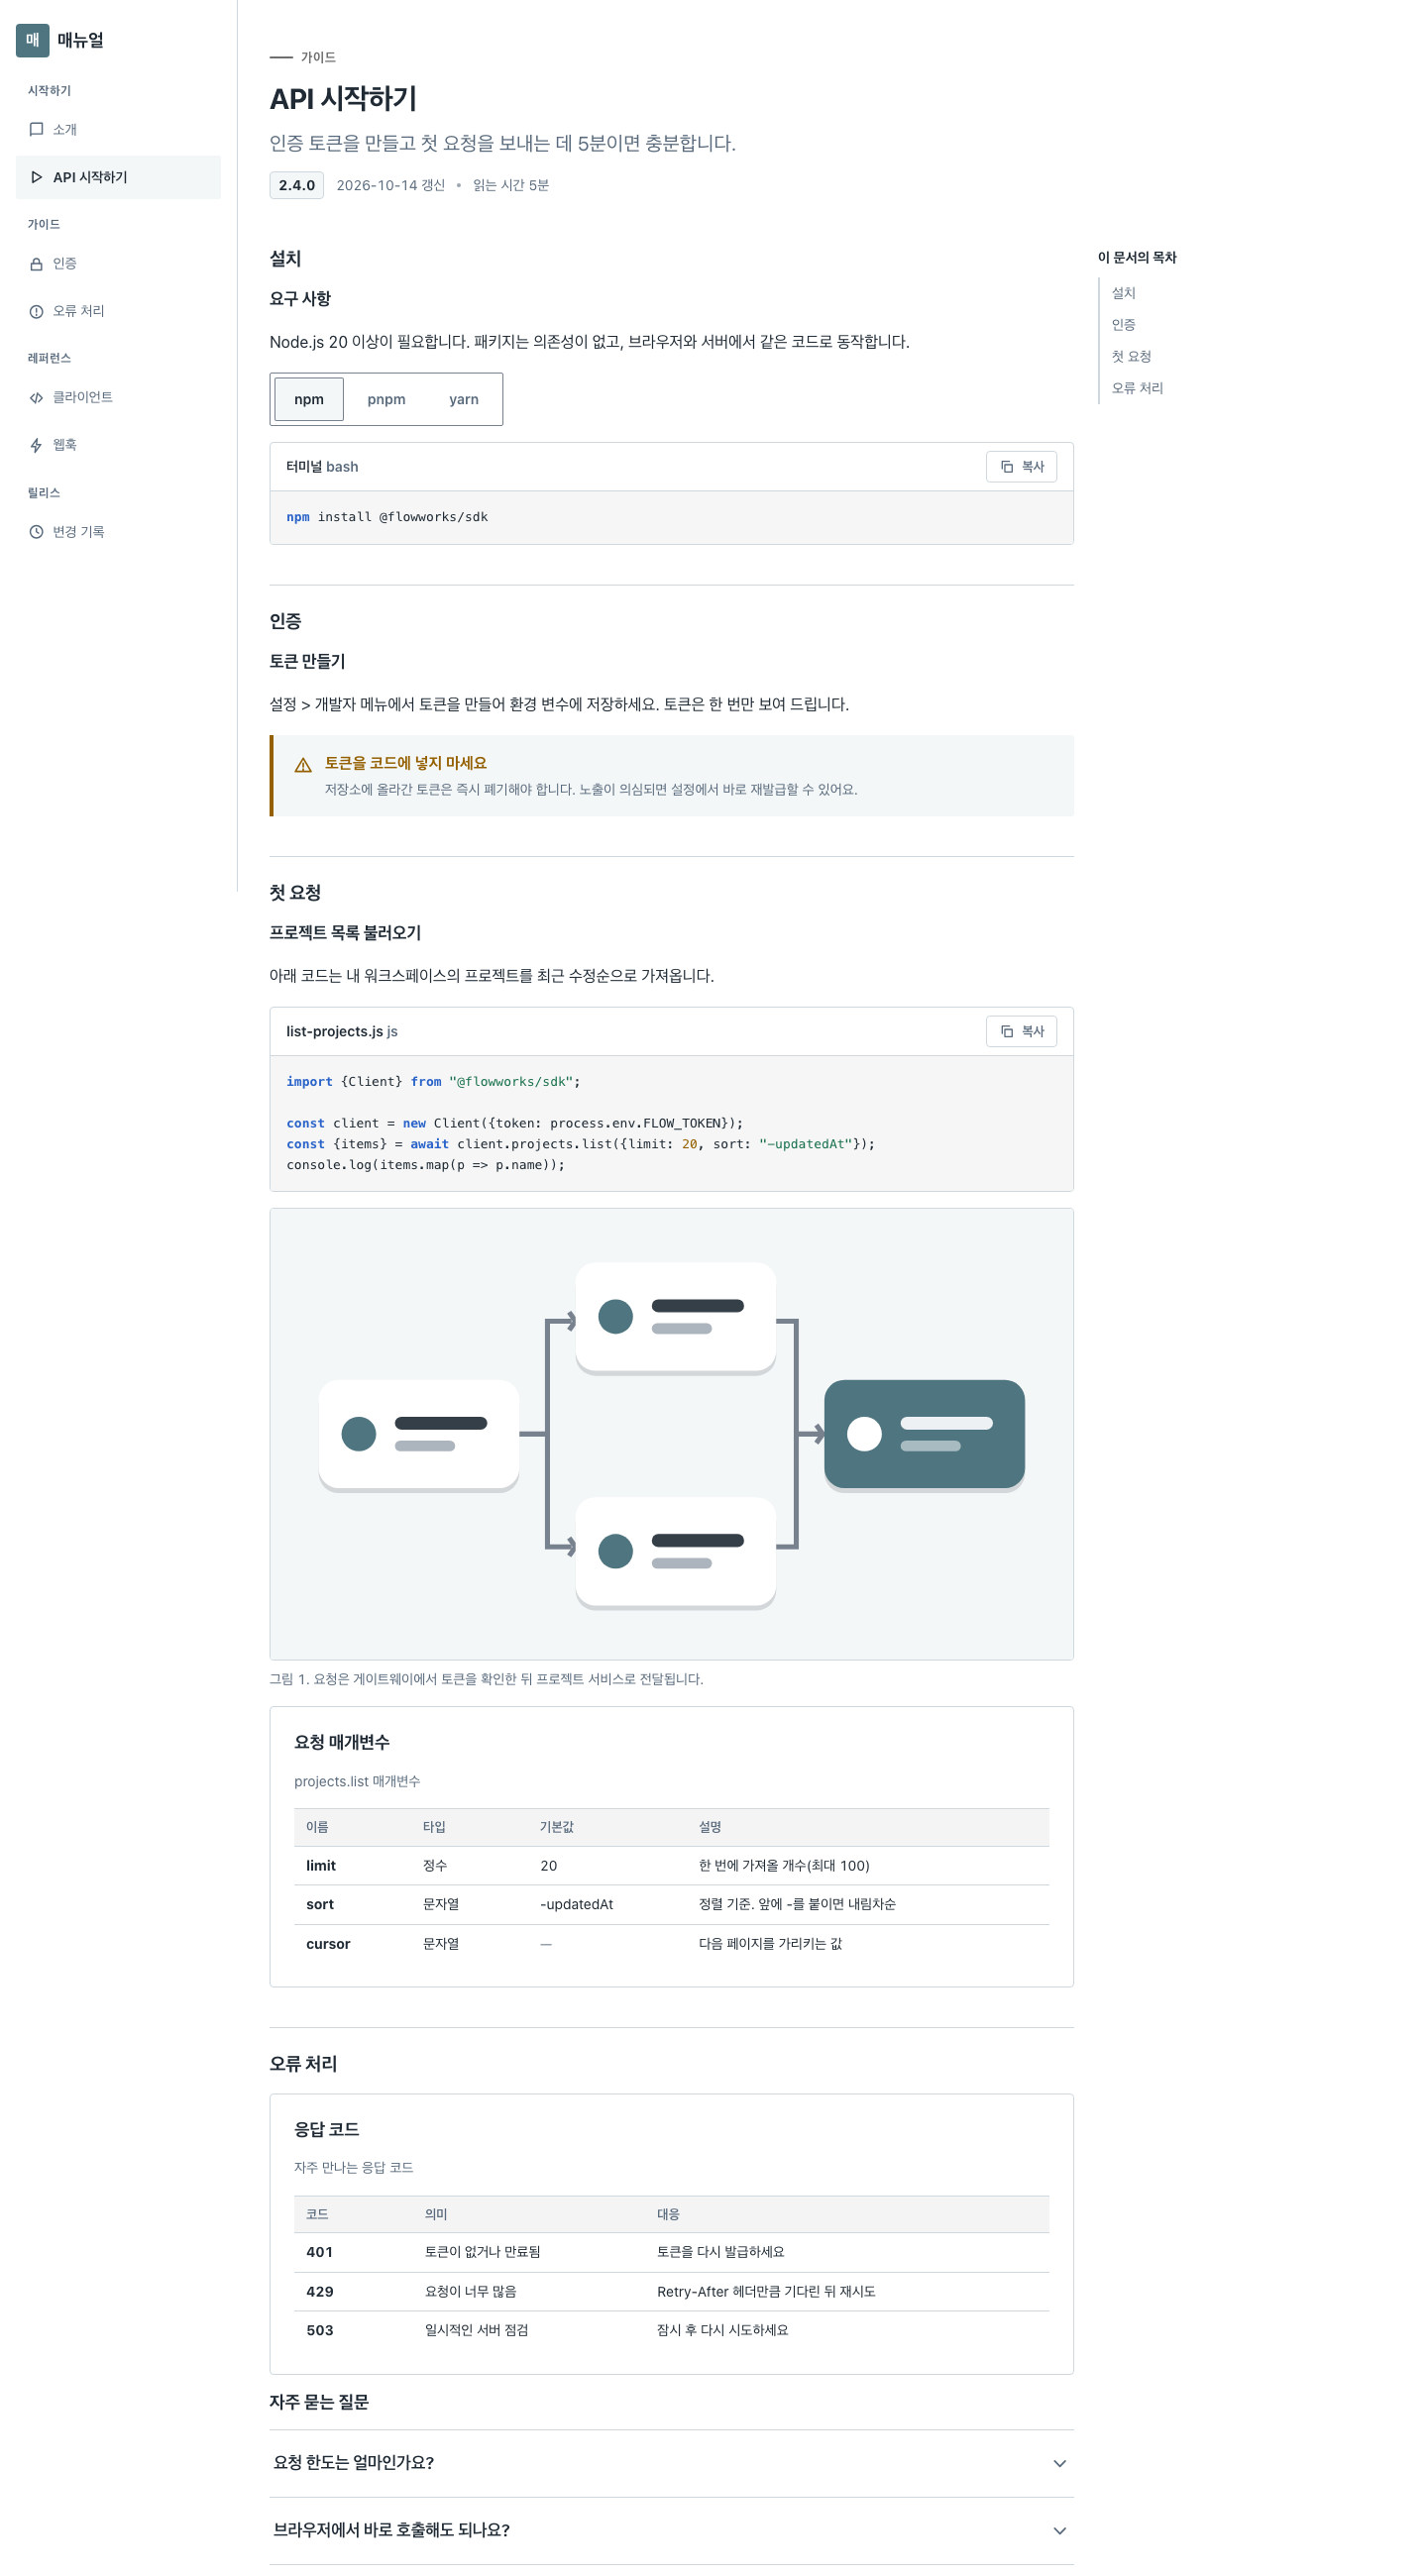 매 매뉴얼
시작하기
소개
API 시작하기
가이드
인증
오류 처리
레퍼런스
클라이언트
웹훅
릴리스
변경 기록
가이드
API 시작하기
인증 토큰을 만들고 첫 요청을 보내는 데 5분이면 충분합니다.
2.4.0 2026-10-14 갱신 • 읽는 시간 5분
설치
요구 사항
Node.js 20 이상이 필요합니다. 패키지는 의존성이 없고, 브라우저와 서버에서 같은 코드로 동작합니다.
npm pnpm yarn
터미널 bash 복사
npm install @flowworks/sdk
인증
토큰 만들기
설정 > 개발자 메뉴에서 토큰을 만들어 환경 변수에 저장하세요. 토큰은 한 번만 보여 드립니다.
토큰을 코드에 넣지 마세요
저장소에 올라간 토큰은 즉시 폐기해야 합니다. 노출이 의심되면 설정에서 바로 재발급할 수 있어요.
첫 요청
프로젝트 목록 불러오기
아래 코드는 내 워크스페이스의 프로젝트를 최근 수정순으로 가져옵니다.
list-projects.js js 복사
import {Client} from "@flowworks/sdk";
const client = new Client({token: process.env.FLOW_TOKEN});
const {items} = await client.projects.list({limit: 20, sort: "-updatedAt"});
console.log(items.map(p => p.name));
그림 1. 요청은 게이트웨이에서 토큰을 확인한 뒤 프로젝트 서비스로 전달됩니다.
요청 매개변수
projects.list 매개변수
이름 타입 기본값 설명
limit 정수 20 한 번에 가져올 개수(최대 100)
sort 문자열 -updatedAt 정렬 기준. 앞에 -를 붙이면 내림차순
cursor 문자열 — 다음 페이지를 가리키는 값
오류 처리
응답 코드
자주 만나는 응답 코드
코드 의미 대응
401 토큰이 없거나 만료됨 토큰을 다시 발급하세요
429 요청이 너무 많음 Retry-After 헤더만큼 기다린 뒤 재시도
503 일시적인 서버 점검 잠시 후 다시 시도하세요
자주 묻는 질문
요청 한도는 얼마인가요?
브라우저에서 바로 호출해도 되나요?
이 문서의 목차
설치
인증
첫 요청
오류 처리